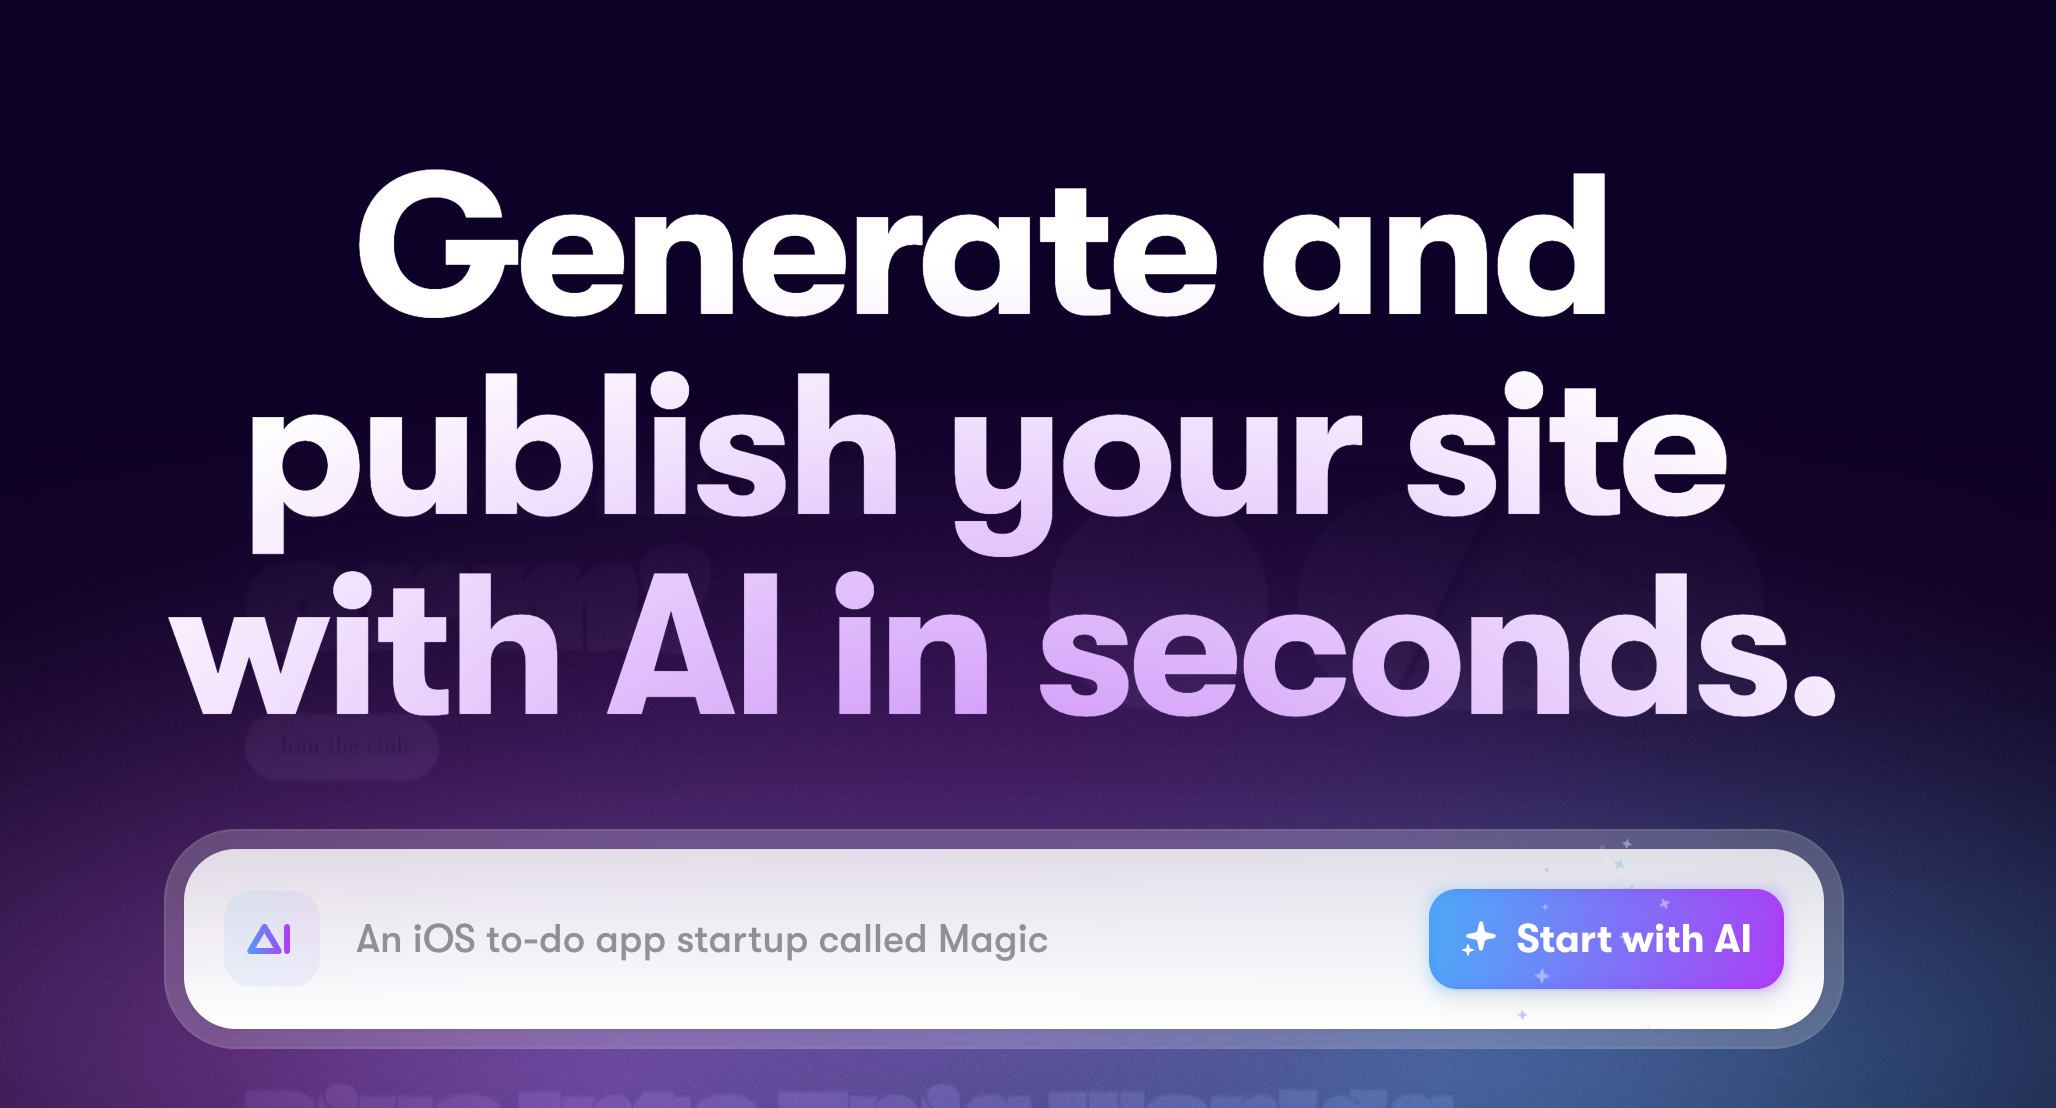 Generate and
publish your site
with AI in seconds.
Join the club
AI
An iOS to-do app startup called Magic
Start with AI